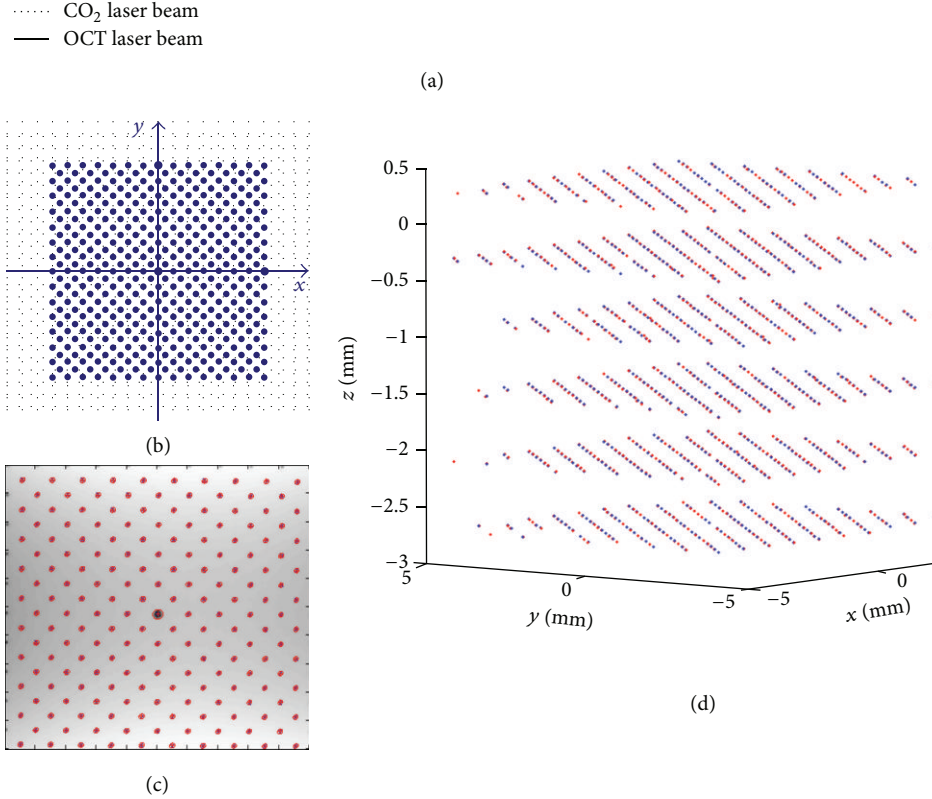 CO₂ laser beam
OCT laser beam
(a)
y
x
(b)
(c)
0.5
0
−0.5
−1
−1.5
−2
−2.5
−3
z (mm)
5
0
−5
y (mm)
−5
0
x (mm)
(d)